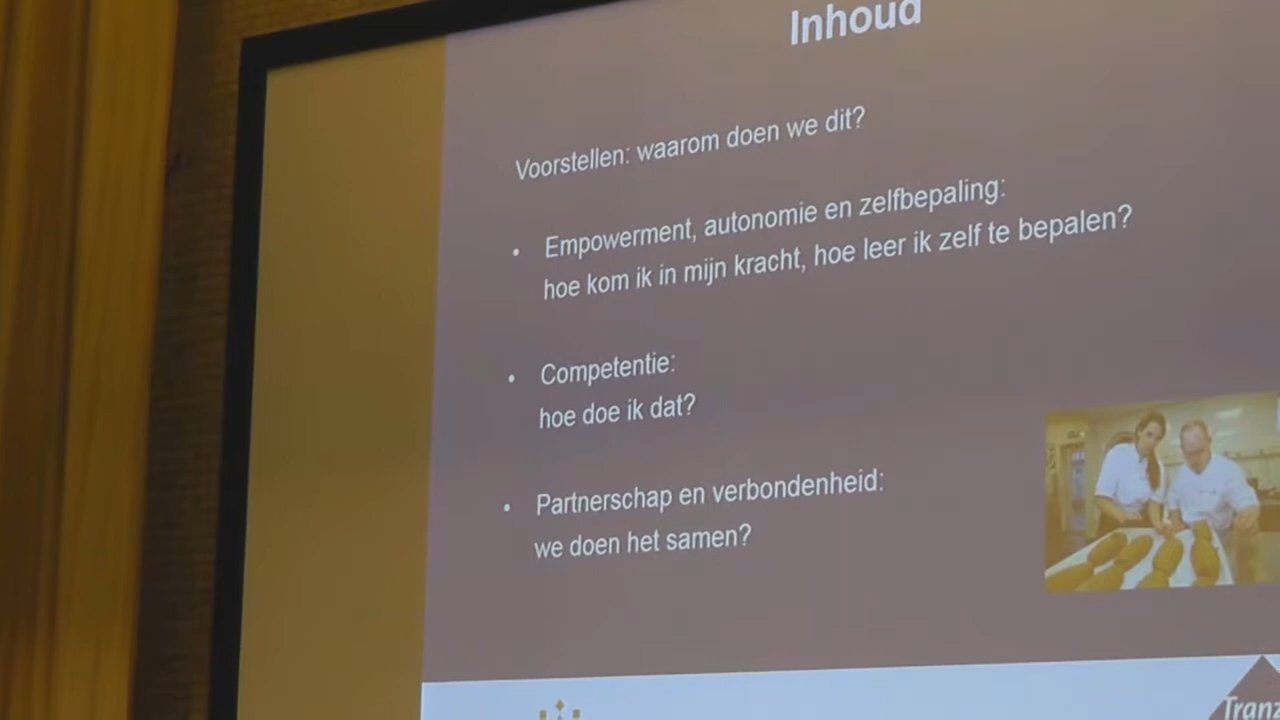 Inhoud
Voorstellen: waarom doen we dit?
• Empowerment, autonomie en zelfbepaling:
hoe kom ik in mijn kracht, hoe leer ik zelf te bepalen?
• Competentie:
hoe doe ik dat?
• Partnerschap en verbondenheid:
we doen het samen?